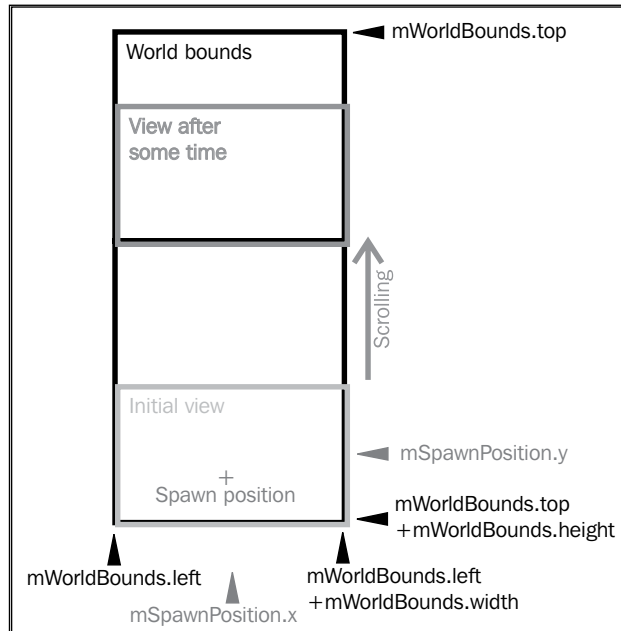 mWorldBounds.top
World bounds
View after
some time
Scrolling
Initial view
mSpawnPosition.y
+
Spawn position
mWorldBounds.top
+mWorldBounds.height
mWorldBounds.left
mWorldBounds.left
+mWorldBounds.width
mSpawnPosition.x